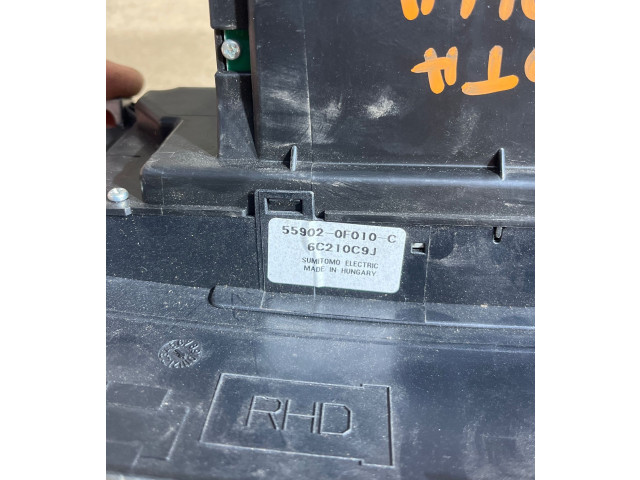 55902-0F010-C
6C210C9J
SUMITOMO ELECTRIC
MADE IN HUNGARY
RHD